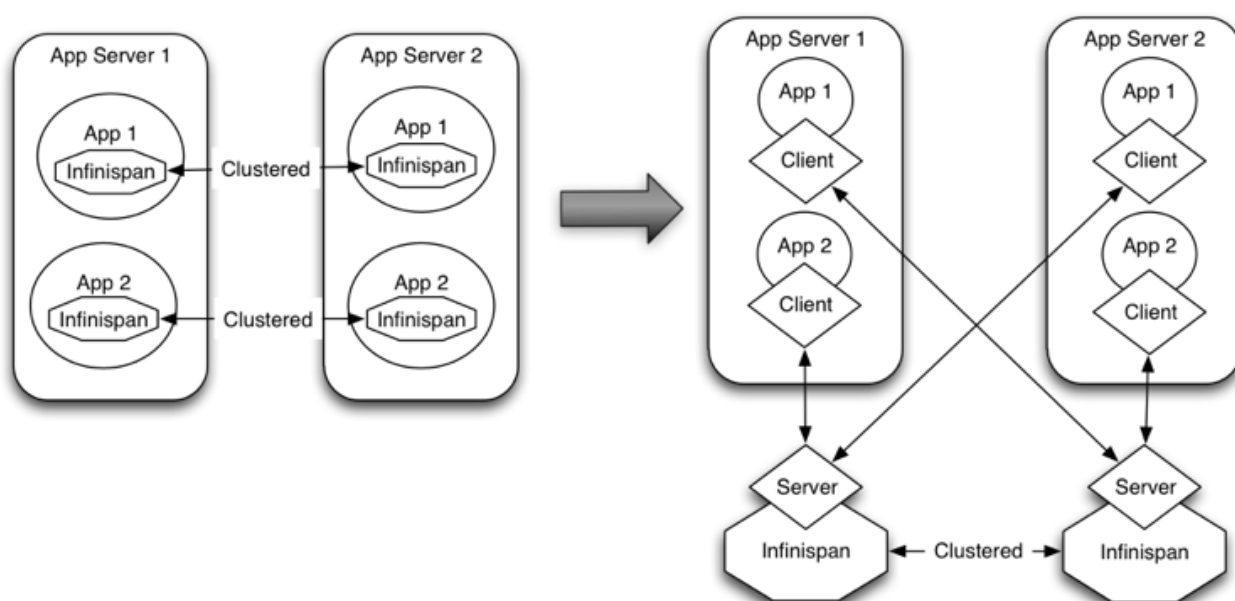 App Server 1
App Server 2
App 1
Infinispan
Clustered
App 1
Infinispan
App 2
Infinispan
Clustered
App 2
Infinispan
App Server 1
App 1
Client
App 2
Client
App Server 2
App 1
Client
App 2
Client
Server
Infinispan
Clustered
Server
Infinispan